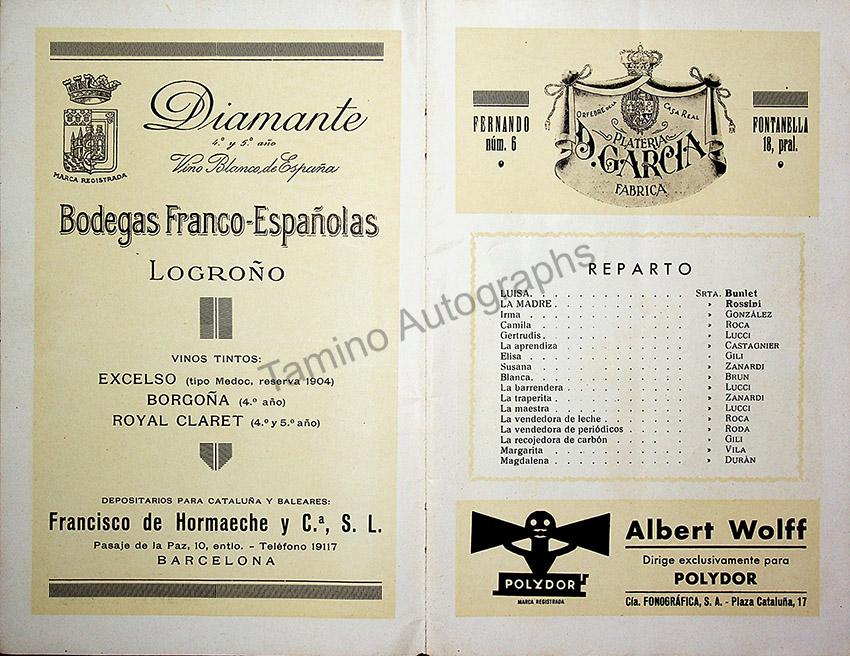 Diamante
4.º y 5.º año
Vino Blanco de España
MARCA REGISTRADA
Bodegas Franco-Españolas
LOGROÑO
VINOS TINTOS:
EXCELSO (tipo Medoc, reserva 1904)
BORGOÑA (4.º año)
ROYAL CLARET (4.º y 5.º año)
DEPOSITARIOS PARA CATALUÑA Y BALEARES:
Francisco de Hormaeche y C.ª, S. L.
Pasaje de la Paz, 10, entlo. - Teléfono 19117
BARCELONA
FERNANDO
núm. 6
ORFEBRE DE LA CASA REAL
PLATERIA
D. GARCIA
FABRICA
FONTANELLA
18, pral.
REPARTO
LUISA. . . . . . . . . . . . . SRTA. Bunlet
LA MADRE . . . . . . . . . . . . » Rossini
Irma . . . . . . . . . . . . . » GONZÁLEZ
Camila . . . . . . . . . . . . » ROCA
Gertrudis. . . . . . . . . . . . » LUCCI
La aprendiza . . . . . . . . . . » CASTAGNIER
Elisa . . . . . . . . . . . . . » GILI
Susana . . . . . . . . . . . . » ZANARDI
Blanca. . . . . . . . . . . . . » BRUN
La barrendera . . . . . . . . . . » LUCCI
La traperita . . . . . . . . . . . » ZANARDI
La maestra . . . . . . . . . . . » LUCCI
La vendedora de leche . . . . . . . » ROCA
La vendedora de periódicos . . . . . » RODA
La recojedora de carbón . . . . . . » GILI
Margarita . . . . . . . . . . . » VILA
Magdalena . . . . . . . . . . . » DURÁN
POLYDOR
MARCA REGISTRADA
Albert Wolff
Dirige exclusivamente para
POLYDOR
Cía. FONOGRÁFICA, S. A. - Plaza Cataluña, 17
Tamino Autographs